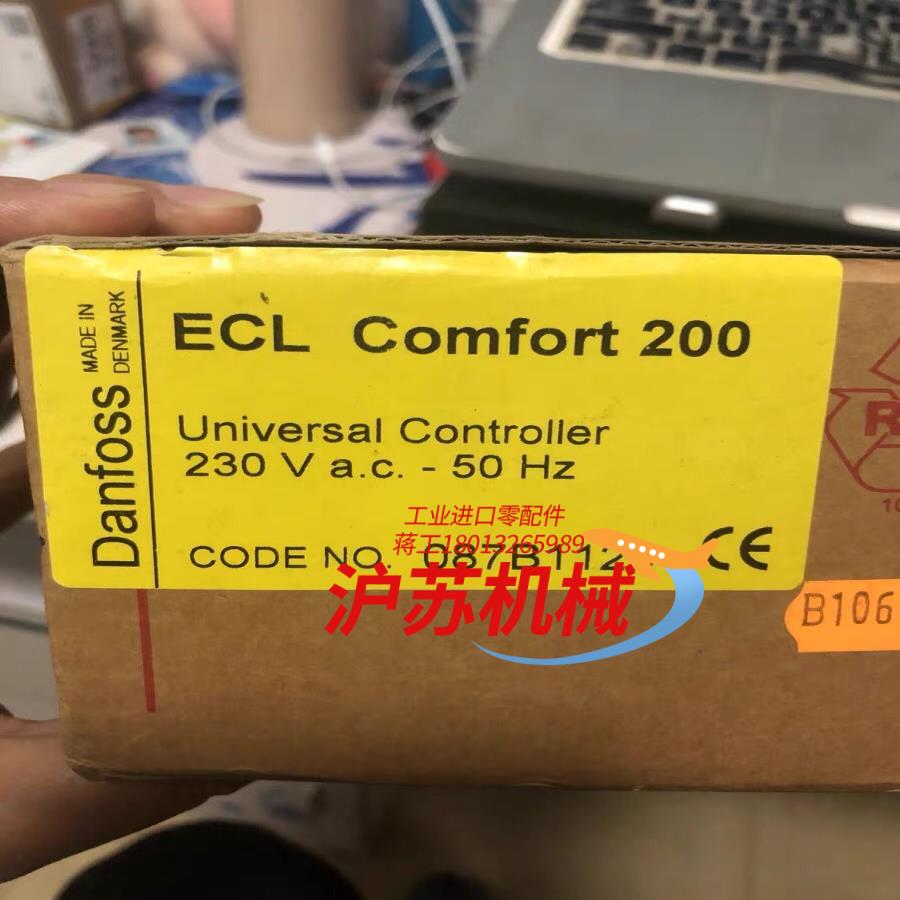 Danfoss
MADE IN
DENMARK
ECL Comfort 200
Universal Controller
230 V a.c. - 50 Hz
工业进口零配件
蒋工18013265989
CODE NO. 087B112
CE
沪苏机械
B106